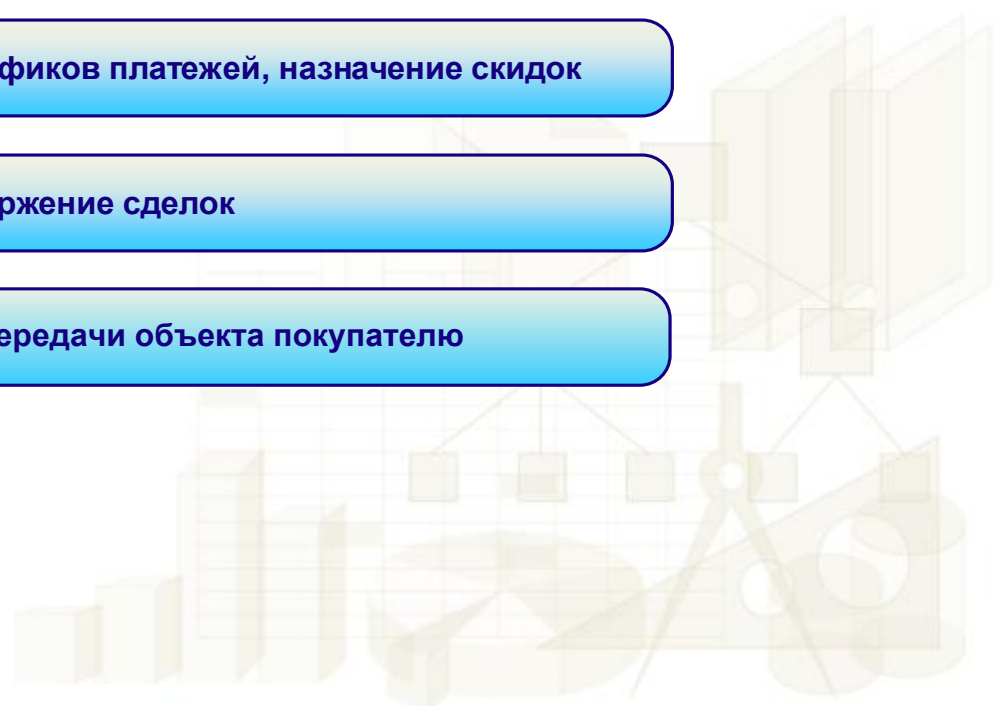 фиков платежей, назначение скидок
ржение сделок
ередачи объекта покупателю